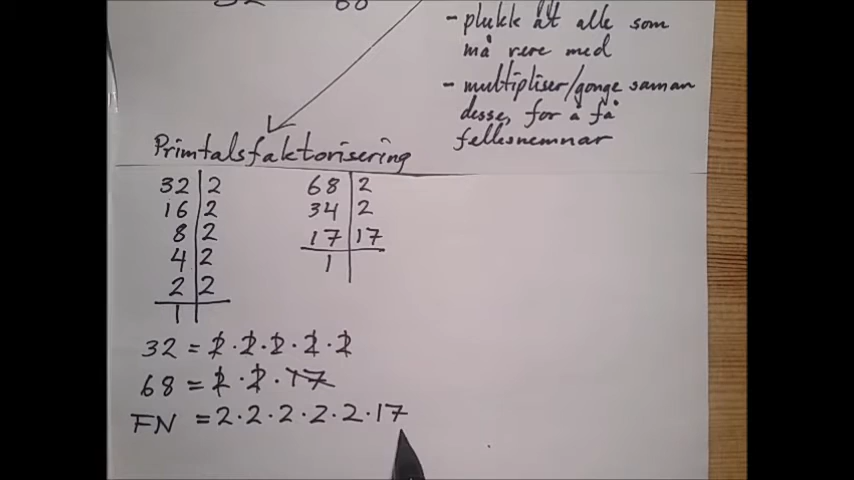 - plukk ut alle som
må vere med
- multipliser/gonge saman
desse, for å få
fellesnemnar
Primtalsfaktorisering
32 | 2
16 | 2
8 | 2
4 | 2
2 | 2
1
68 | 2
34 | 2
17 | 17
1
32 = 2 · 2 · 2 · 2 · 2
68 = 2 · 2 · 17
FN = 2 · 2 · 2 · 2 · 2 · 17